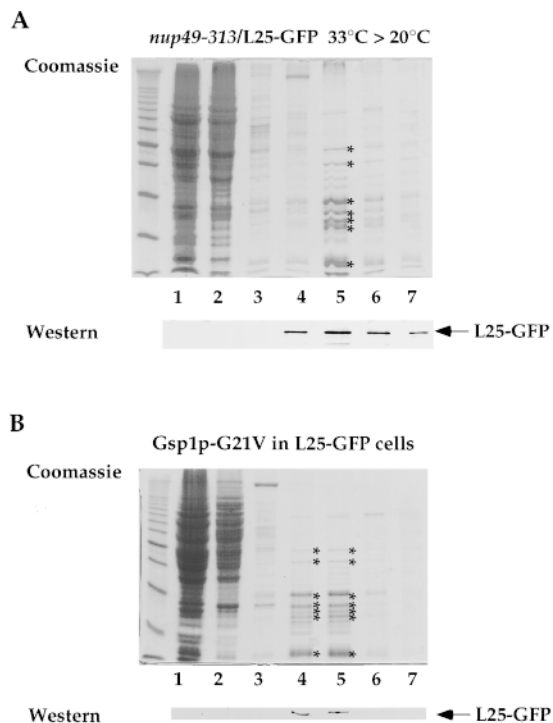 A
nup49-313/L25-GFP 33°C > 20°C
Coomassie
*
*
*
*
*
*
*
1 2 3 4 5 6 7
Western
L25-GFP
B
Gsp1p-G21V in L25-GFP cells
Coomassie
* *
* *
* *
* *
* *
* *
* *
1 2 3 4 5 6 7
Western
L25-GFP